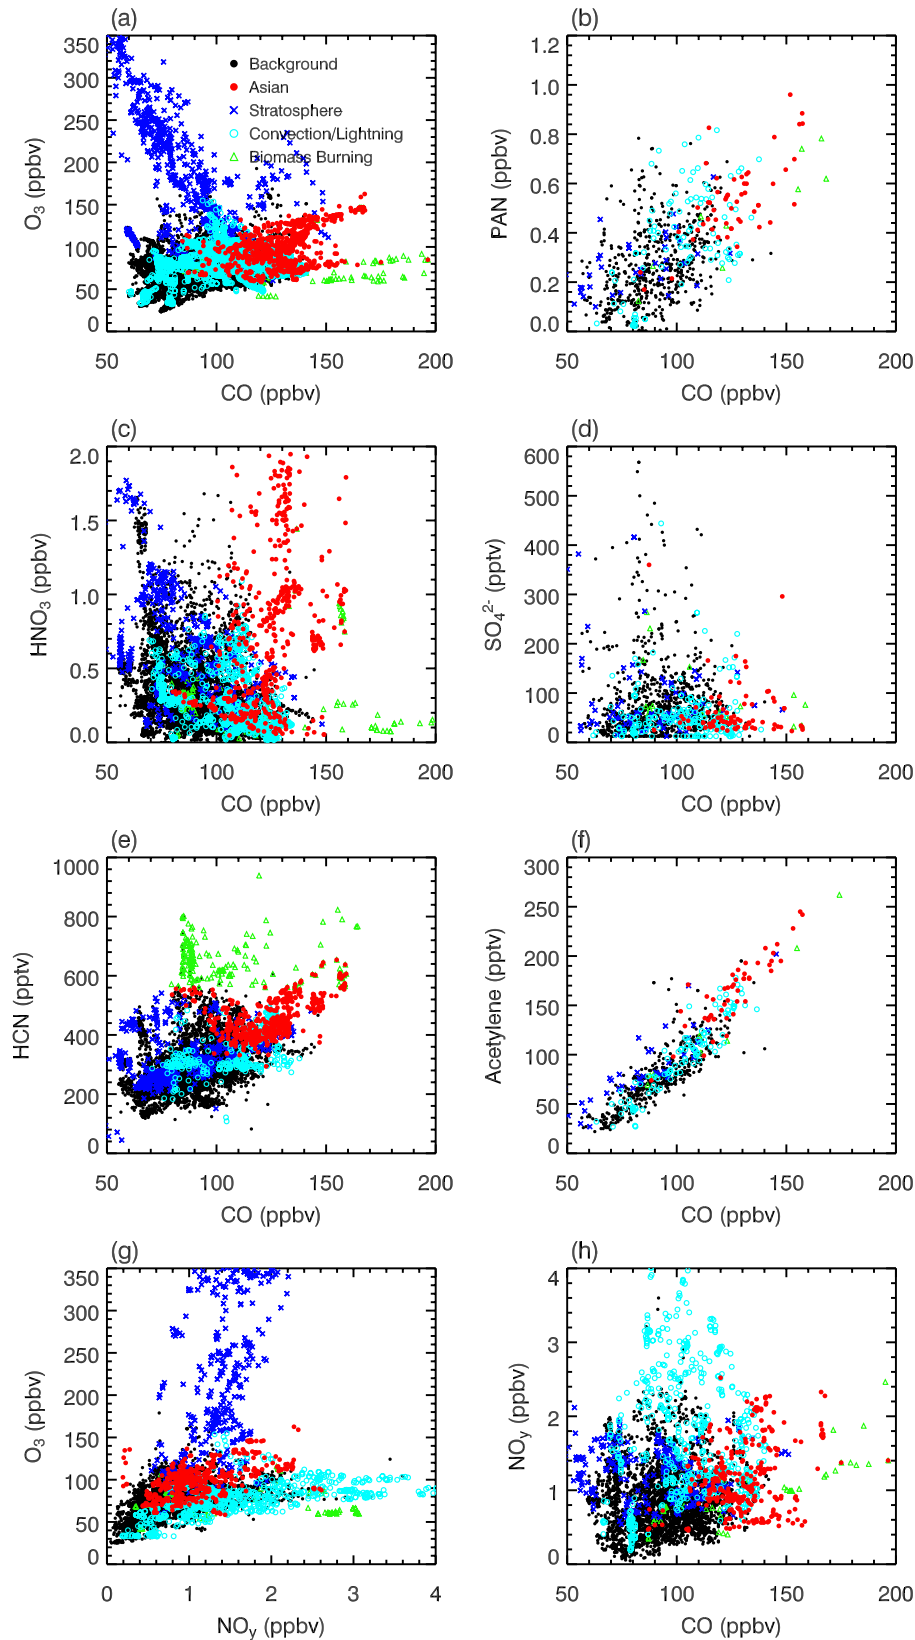 (a)
350
300
250
200
150
100
50
0
O3 (ppbv)
Background
Asian
Stratosphere
Convection/Lightning
Biomass Burning
50 100 150 200
CO (ppbv)
(b)
1.2
1.0
0.8
0.6
0.4
0.2
0.0
PAN (ppbv)
50 100 150 200
CO (ppbv)
(c)
2.0
1.5
1.0
0.5
0.0
HNO3 (ppbv)
50 100 150 200
CO (ppbv)
(d)
600
500
400
300
200
100
0
SO4 2- (pptv)
50 100 150 200
CO (ppbv)
(e)
1000
800
600
400
200
0
HCN (pptv)
50 100 150 200
CO (ppbv)
(f)
300
250
200
150
100
50
0
Acetylene (pptv)
50 100 150 200
CO (ppbv)
(g)
350
300
250
200
150
100
50
0
O3 (ppbv)
0 1 2 3 4
NOy (ppbv)
(h)
4
3
2
1
0
NOy (ppbv)
50 100 150 200
CO (ppbv)